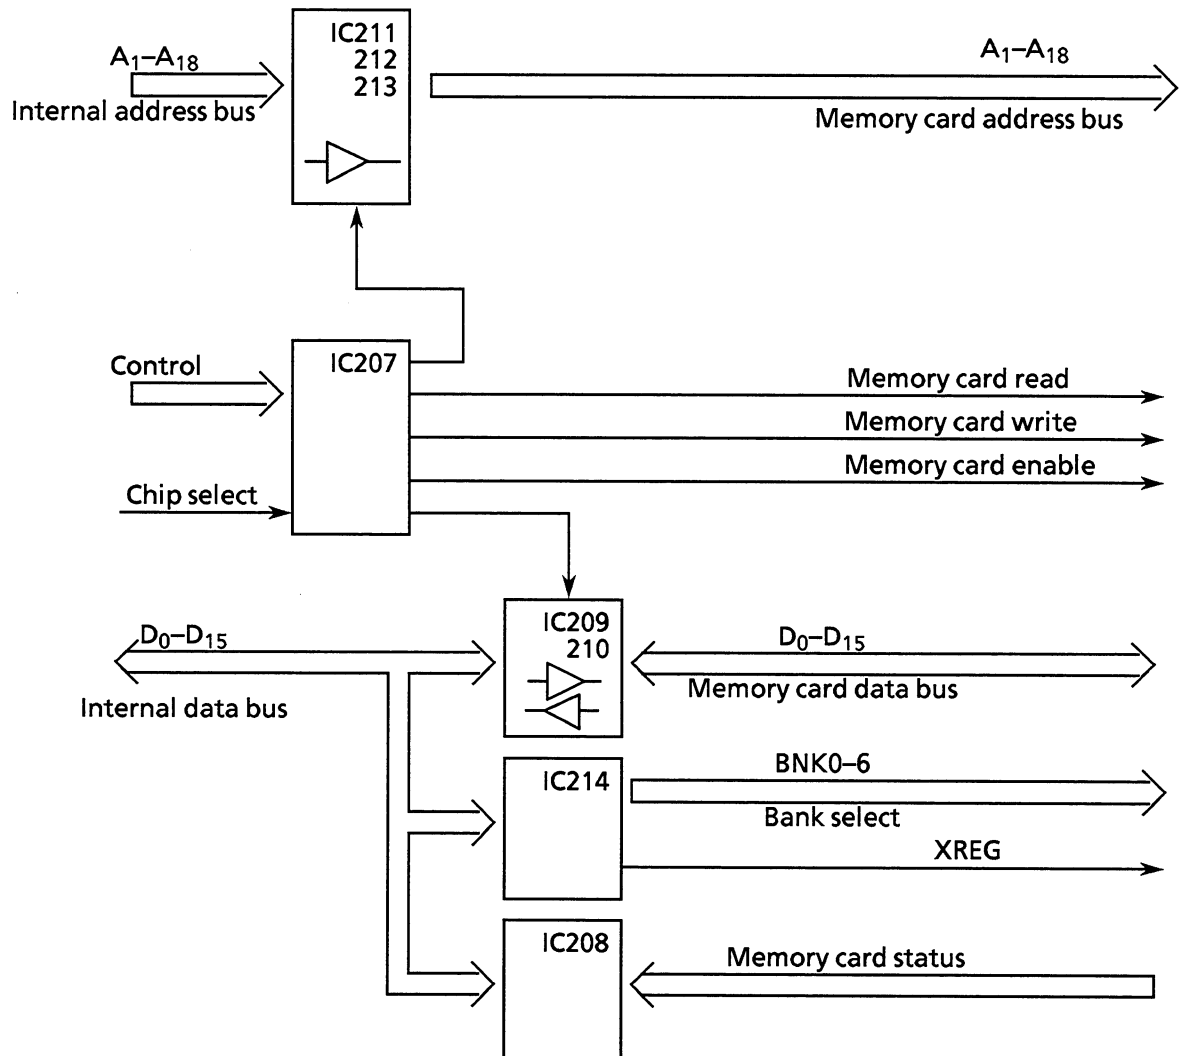 IC211
212
213
A1–A18
Internal address bus
A1–A18
Memory card address bus
Control
IC207
Memory card read
Memory card write
Memory card enable
Chip select
IC209
210
D0–D15
Internal data bus
D0–D15
Memory card data bus
IC214
BNK0–6
Bank select
XREG
IC208
Memory card status